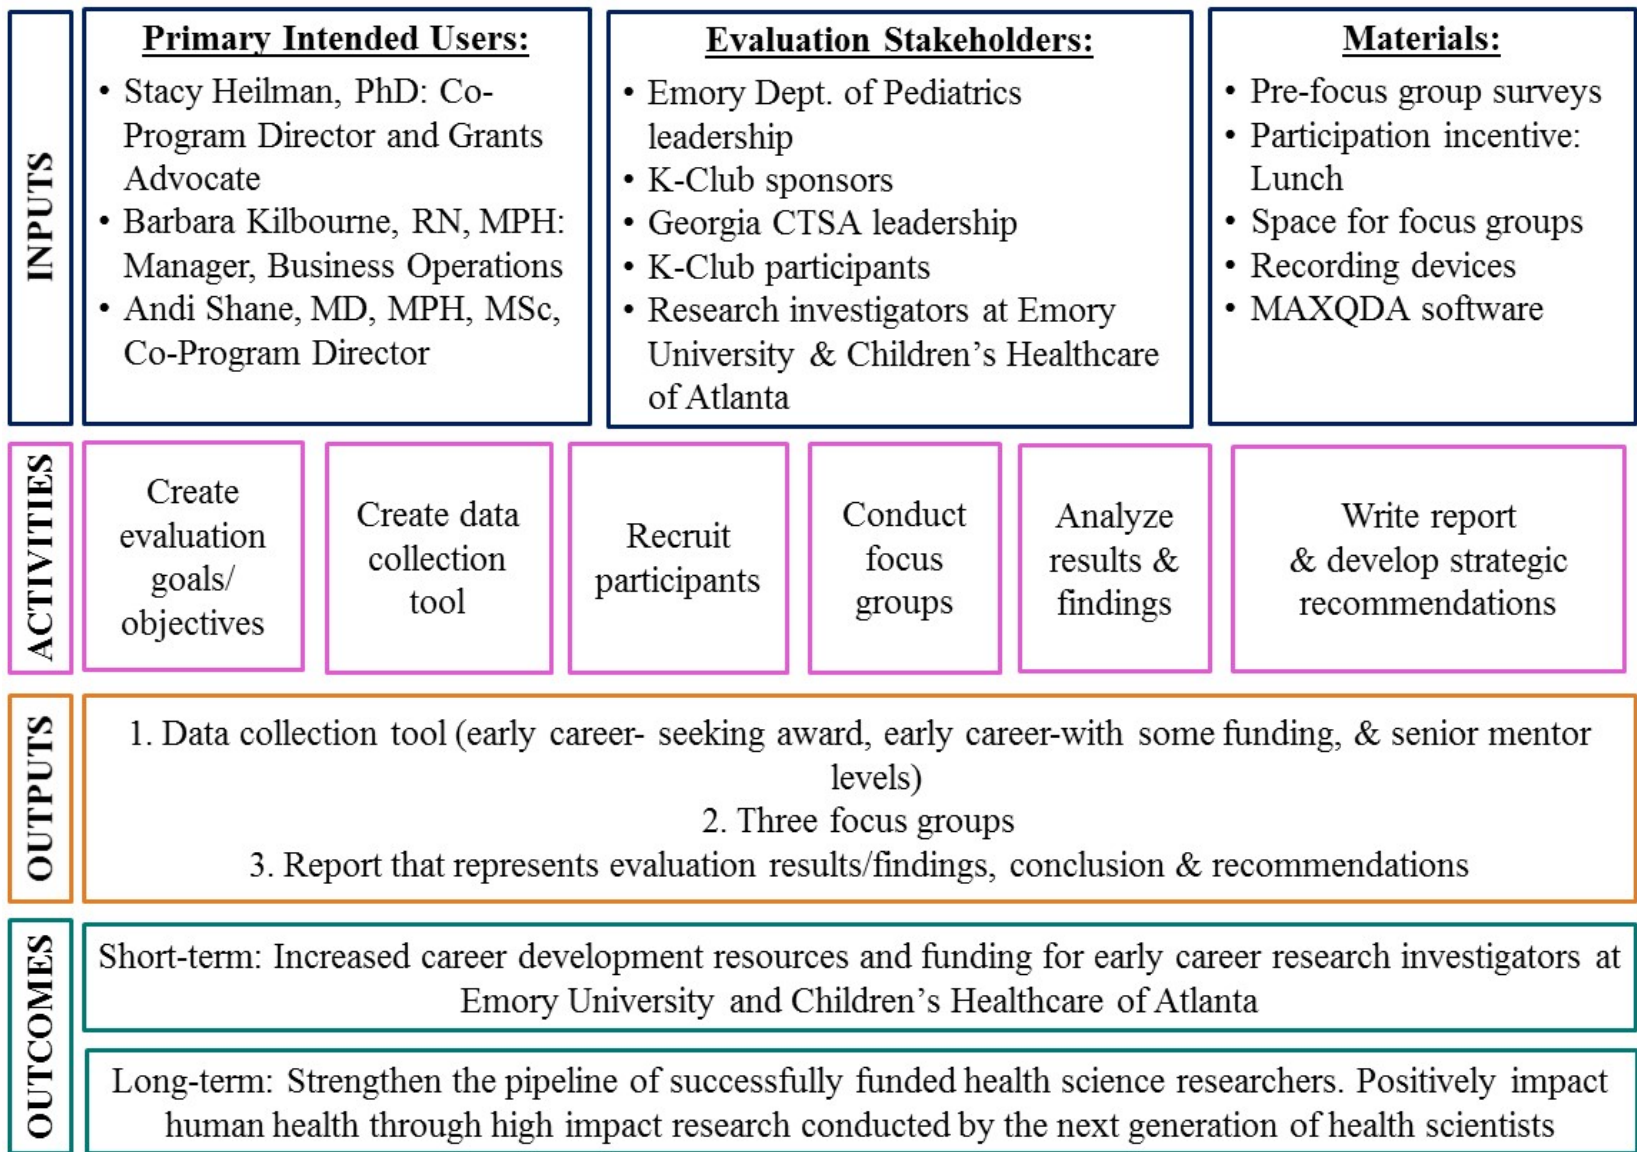 INPUTS
Primary Intended Users:
• Stacy Heilman, PhD: Co-
Program Director and Grants
Advocate
• Barbara Kilbourne, RN, MPH:
Manager, Business Operations
• Andi Shane, MD, MPH, MSc,
Co-Program Director
Evaluation Stakeholders:
• Emory Dept. of Pediatrics
leadership
• K-Club sponsors
• Georgia CTSA leadership
• K-Club participants
• Research investigators at Emory
University & Children’s Healthcare
of Atlanta
Materials:
• Pre-focus group surveys
• Participation incentive:
Lunch
• Space for focus groups
• Recording devices
• MAXQDA software
ACTIVITIES
Create
evaluation
goals/
objectives
Create data
collection
tool
Recruit
participants
Conduct
focus
groups
Analyze
results &
findings
Write report
& develop strategic
recommendations
OUTPUTS
1. Data collection tool (early career- seeking award, early career-with some funding, & senior mentor
levels)
2. Three focus groups
3. Report that represents evaluation results/findings, conclusion & recommendations
OUTCOMES
Short-term: Increased career development resources and funding for early career research investigators at
Emory University and Children’s Healthcare of Atlanta
Long-term: Strengthen the pipeline of successfully funded health science researchers. Positively impact
human health through high impact research conducted by the next generation of health scientists